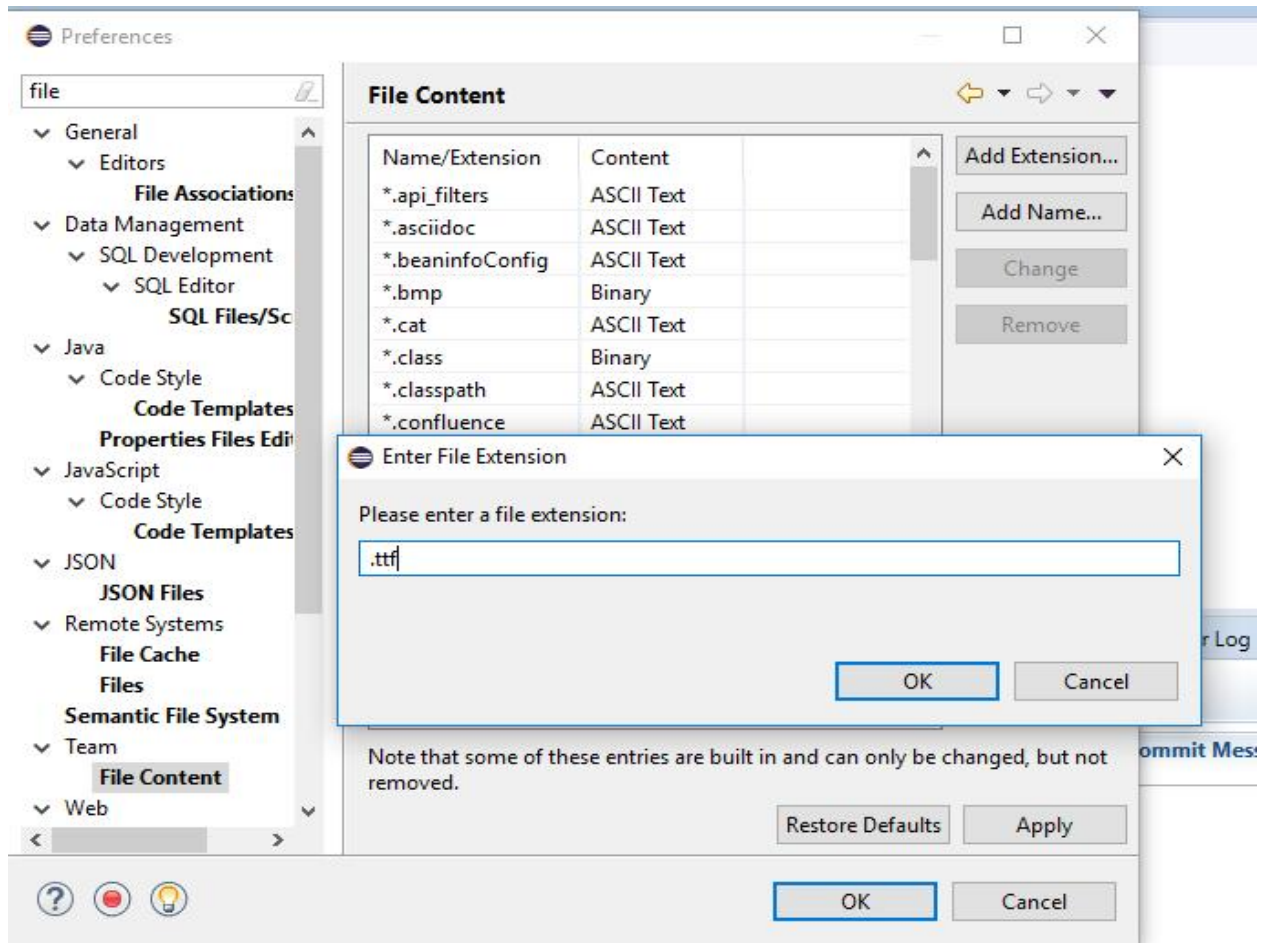 Preferences
file
General
Editors
File Associations
Data Management
SQL Development
SQL Editor
SQL Files/Sc
Java
Code Style
Code Templates
Properties Files Edi
JavaScript
Code Style
Code Templates
JSON
JSON Files
Remote Systems
File Cache
Files
Semantic File System
Team
File Content
Web
File Content
Name/Extension Content
*.api_filters ASCII Text
*.asciidoc ASCII Text
*.beaninfoConfig ASCII Text
*.bmp Binary
*.cat ASCII Text
*.class Binary
*.classpath ASCII Text
*.confluence ASCII Text
Add Extension...
Add Name...
Change
Remove
Enter File Extension
Please enter a file extension:
.ttf
OK Cancel
Note that some of these entries are built in and can only be changed, but not
removed.
Restore Defaults Apply
OK Cancel
r Log
ommit Mess